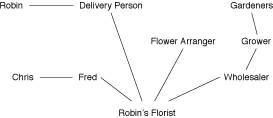 Robin Delivery Person Gardeners
Flower Arranger Grower
Chris Fred Wholesaler
Robin's Florist